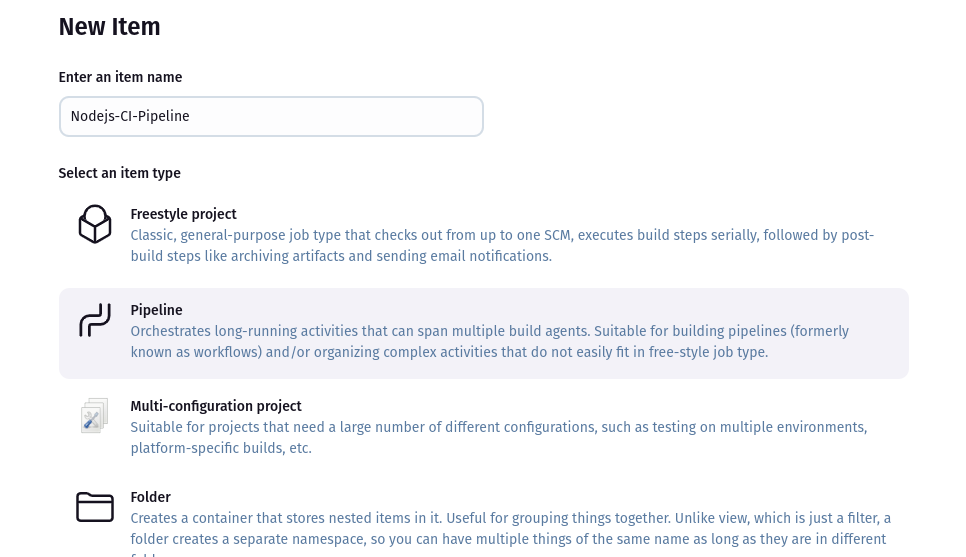 New Item
Enter an item name
Nodejs-CI-Pipeline
Select an item type
Freestyle project
Classic, general-purpose job type that checks out from up to one SCM, executes build steps serially, followed by post-
build steps like archiving artifacts and sending email notifications.
Pipeline
Orchestrates long-running activities that can span multiple build agents. Suitable for building pipelines (formerly
known as workflows) and/or organizing complex activities that do not easily fit in free-style job type.
Multi-configuration project
Suitable for projects that need a large number of different configurations, such as testing on multiple environments,
platform-specific builds, etc.
Folder
Creates a container that stores nested items in it. Useful for grouping things together. Unlike view, which is just a filter, a
folder creates a separate namespace, so you can have multiple things of the same name as long as they are in different